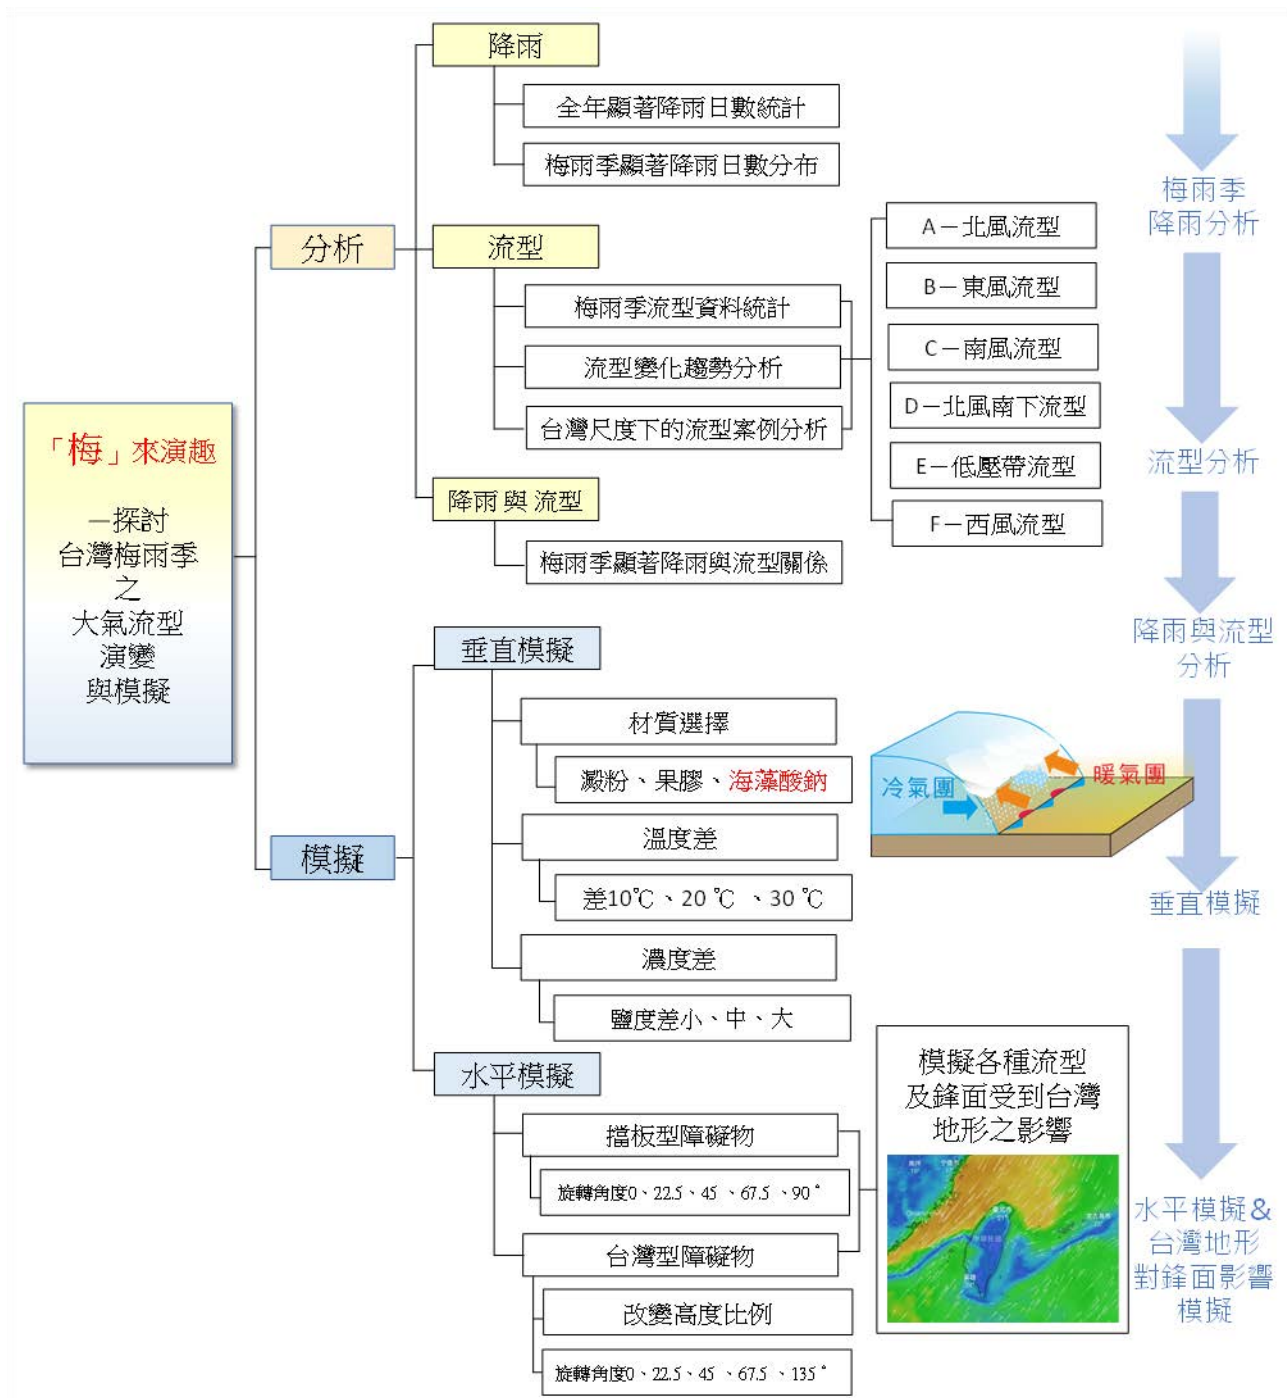 「梅」來演趣
－探討
台灣梅雨季
之
大氣流型
演變
與模擬
分析
降雨
全年顯著降雨日數統計
梅雨季顯著降雨日數分布
流型
梅雨季流型資料統計
流型變化趨勢分析
台灣尺度下的流型案例分析
A－北風流型
B－東風流型
C－南風流型
D－北風南下流型
E－低壓帶流型
F－西風流型
降雨與流型
梅雨季顯著降雨與流型關係
模擬
垂直模擬
材質選擇
澱粉、果膠、海藻酸鈉
溫度差
差10℃、20 ℃ 、30 ℃
濃度差
鹽度差小、中、大
水平模擬
擋板型障礙物
旋轉角度0、22.5、45 、67.5 、90˚
台灣型障礙物
改變高度比例
旋轉角度0、22.5、45 、67.5 、135˚
冷氣團
暖氣團
模擬各種流型
及鋒面受到台灣
地形之影響
梅雨季
降雨分析
流型分析
降雨與流型
分析
垂直模擬
水平模擬&
台灣地形
對鋒面影響
模擬